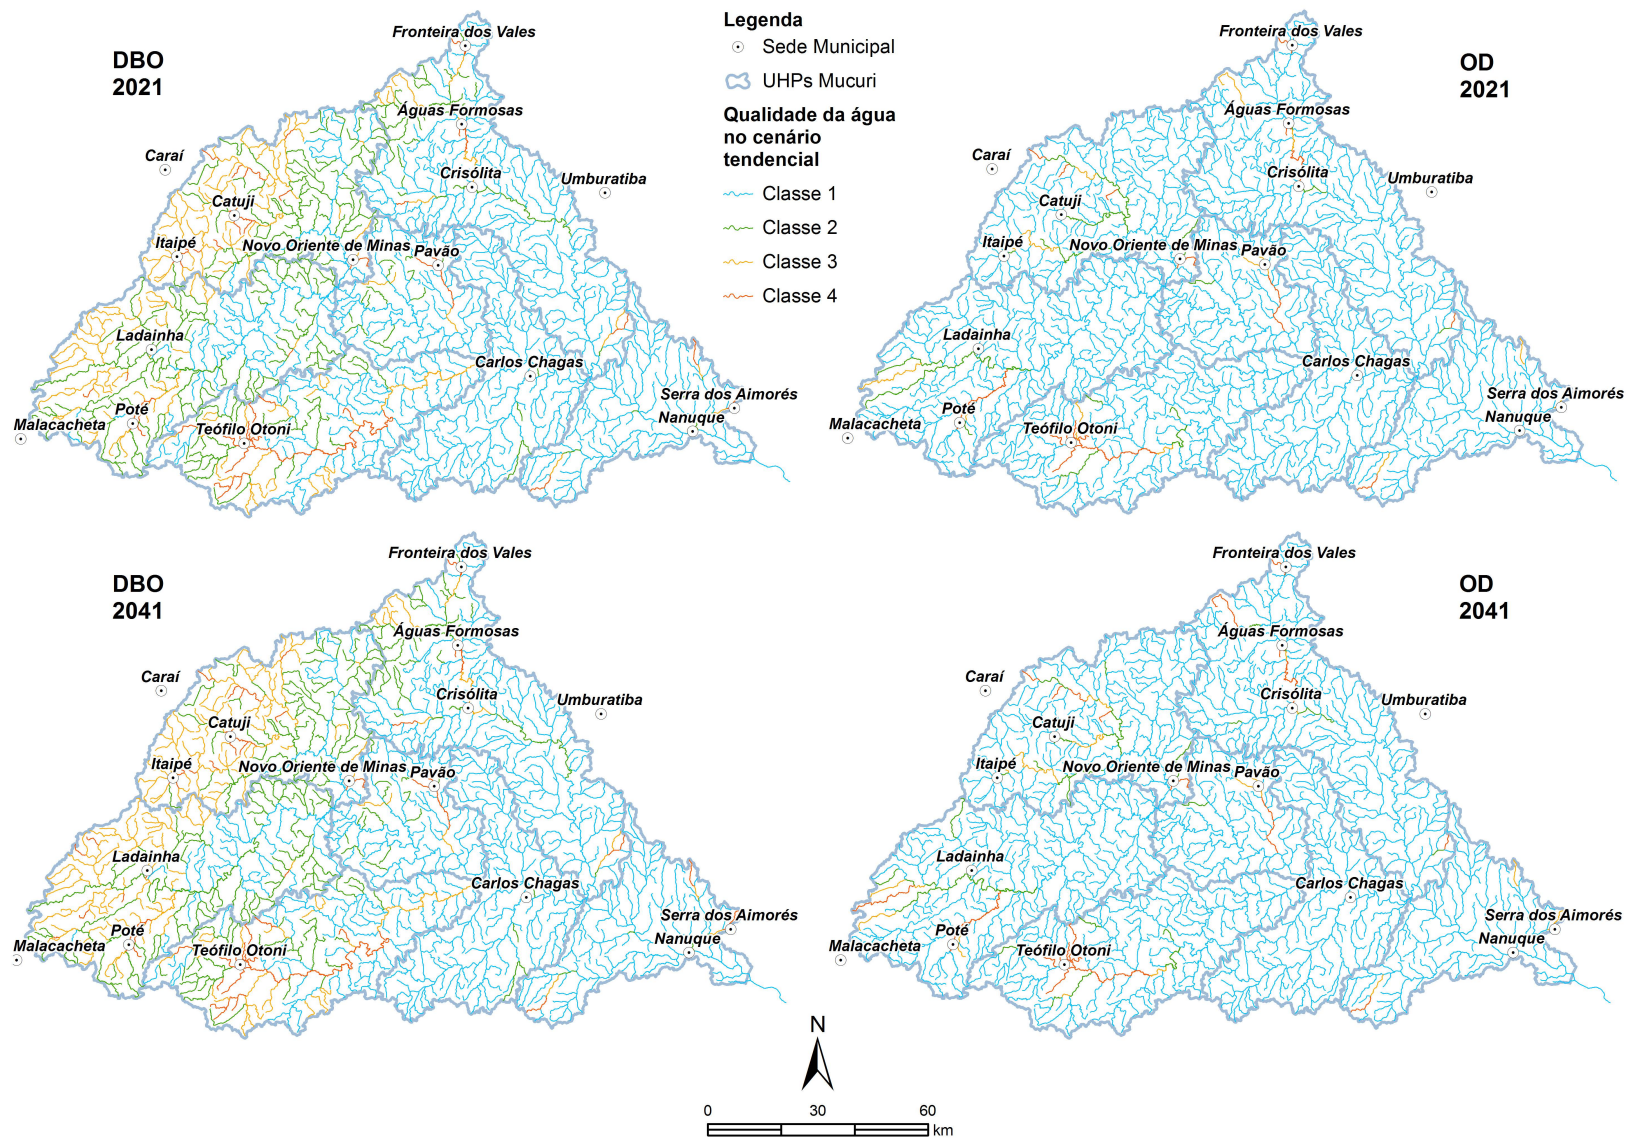 DBO
2021
Fronteira dos Vales
Águas Formosas
Caraí
Crisólita
Umburatiba
Catuji
Itaipé
Novo Oriente de Minas
Pavão
Ladainha
Carlos Chagas
Serra dos Aimorés
Poté
Malacacheta
Teófilo Otoni
Nanuque
Legenda
Sede Municipal
UHPs Mucuri
Qualidade da água
no cenário
tendencial
Classe 1
Classe 2
Classe 3
Classe 4
OD
2021
Fronteira dos Vales
Águas Formosas
Caraí
Crisólita
Umburatiba
Catuji
Itaipé
Novo Oriente de Minas
Pavão
Ladainha
Carlos Chagas
Serra dos Aimorés
Poté
Malacacheta
Teófilo Otoni
Nanuque
DBO
2041
Fronteira dos Vales
Águas Formosas
Caraí
Crisólita
Umburatiba
Catuji
Itaipé
Novo Oriente de Minas
Pavão
Ladainha
Carlos Chagas
Serra dos Aimorés
Poté
Malacacheta
Teófilo Otoni
Nanuque
OD
2041
Fronteira dos Vales
Águas Formosas
Caraí
Crisólita
Umburatiba
Catuji
Itaipé
Novo Oriente de Minas
Pavão
Ladainha
Carlos Chagas
Serra dos Aimorés
Poté
Malacacheta
Teófilo Otoni
Nanuque
N
0 30 60
km